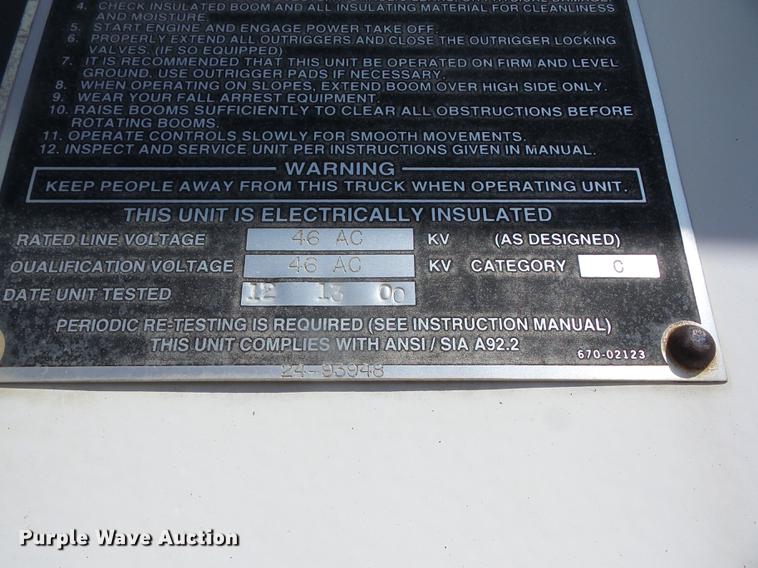 4. CHECK INSULATED BOOM AND ALL INSULATING MATERIAL FOR CLEANLINESS
AND MOISTURE.
5. START ENGINE AND ENGAGE POWER TAKE OFF.
6. PROPERLY EXTEND ALL OUTRIGGERS AND CLOSE THE OUTRIGGER LOCKING
VALVES. (IF SO EQUIPPED)
7. IT IS RECOMMENDED THAT THIS UNIT BE OPERATED ON FIRM AND LEVEL
GROUND. USE OUTRIGGER PADS IF NECESSARY.
8. WHEN OPERATING ON SLOPES, EXTEND BOOM OVER HIGH SIDE ONLY.
9. WEAR YOUR FALL ARREST EQUIPMENT.
10. RAISE BOOMS SUFFICIENTLY TO CLEAR ALL OBSTRUCTIONS BEFORE
ROTATING BOOMS.
11. OPERATE CONTROLS SLOWLY FOR SMOOTH MOVEMENTS.
12. INSPECT AND SERVICE UNIT PER INSTRUCTIONS GIVEN IN MANUAL.
WARNING
KEEP PEOPLE AWAY FROM THIS TRUCK WHEN OPERATING UNIT.
THIS UNIT IS ELECTRICALLY INSULATED
RATED LINE VOLTAGE 46 AC KV (AS DESIGNED)
QUALIFICATION VOLTAGE 46 AC KV CATEGORY C
DATE UNIT TESTED 12 13 00
PERIODIC RE-TESTING IS REQUIRED (SEE INSTRUCTION MANUAL)
THIS UNIT COMPLIES WITH ANSI / SIA A92.2
670-02123
24-93948
Purple Wave Auction